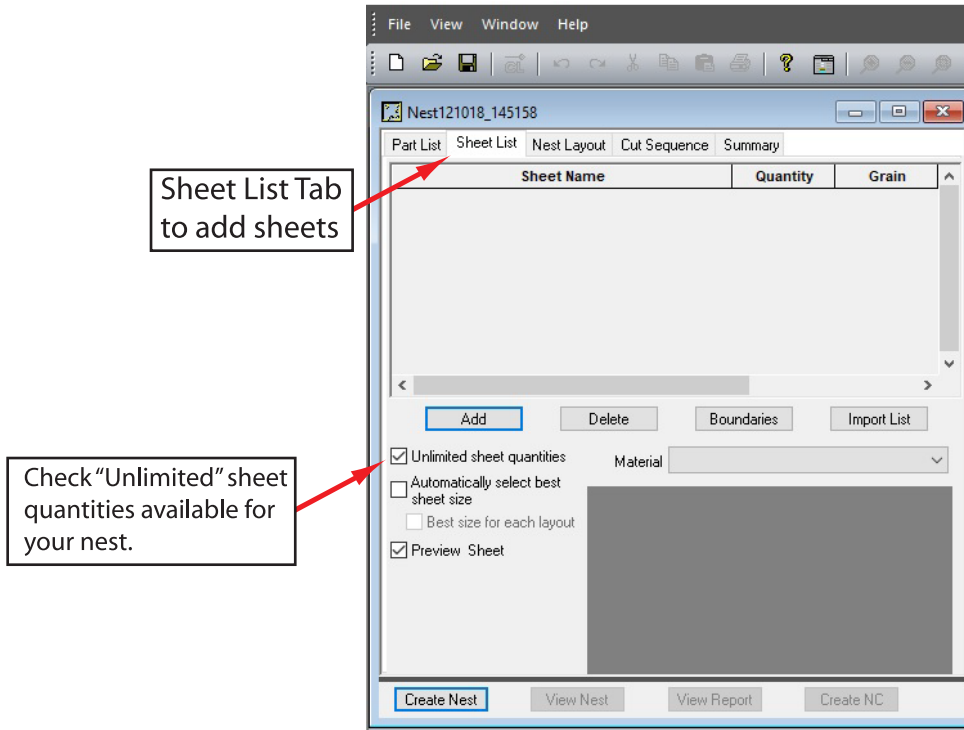 File View Window Help
Nest121018_145158
Part List Sheet List Nest Layout Cut Sequence Summary
Sheet Name Quantity Grain
Sheet List Tab
to add sheets
Add Delete Boundaries Import List
Unlimited sheet quantities
Material
Automatically select best
sheet size
Best size for each layout
Preview Sheet
Check “Unlimited” sheet
quantities available for
your nest.
Create Nest View Nest View Report Create NC